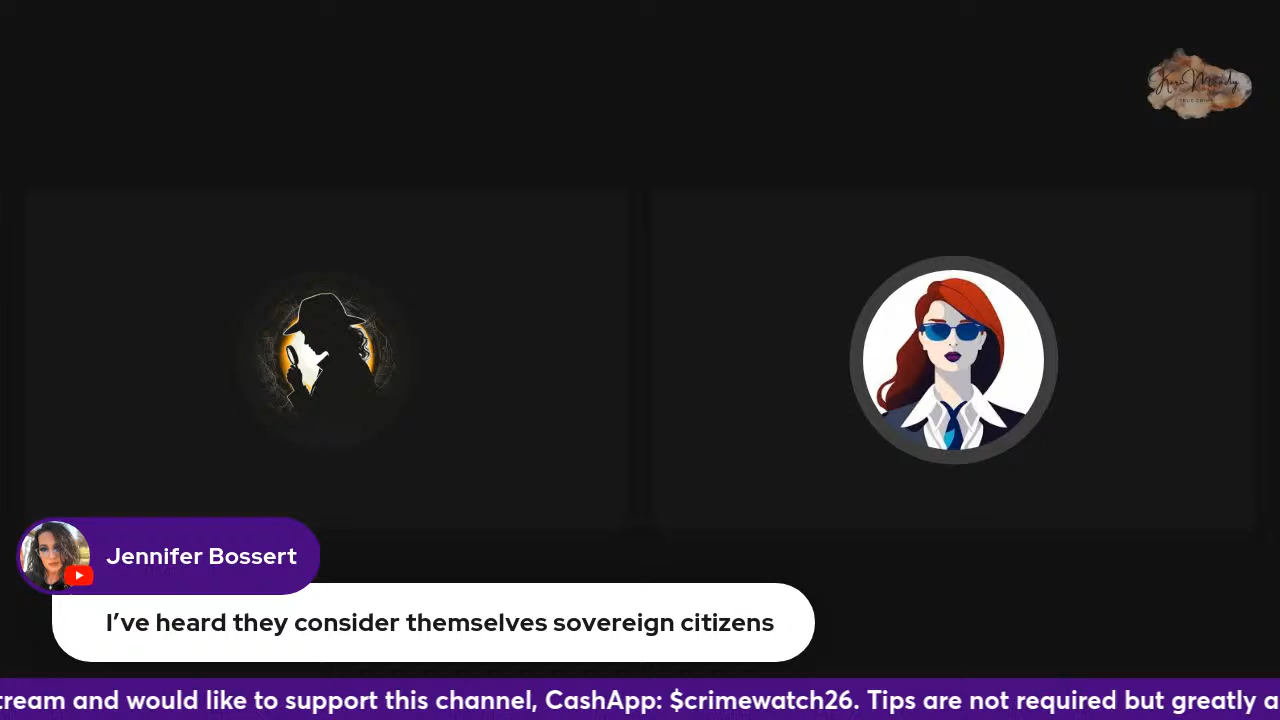 Jennifer Bossert
I’ve heard they consider themselves sovereign citizens
tream and would like to support this channel, CashApp: $crimewatch26. Tips are not required but greatly a